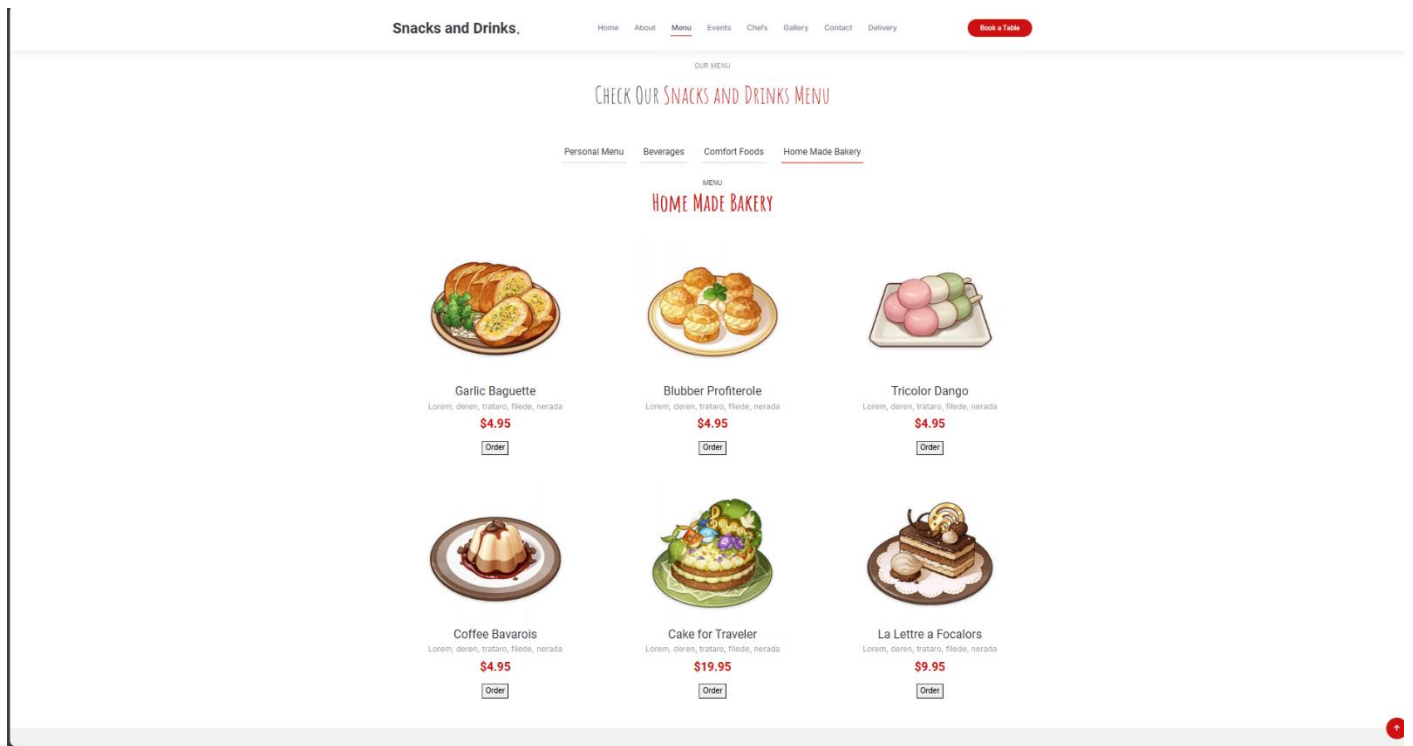 Snacks and Drinks.
Home About Menu Events Chefs Gallery Contact Delivery
Book a Table
OUR MENU
CHECK OUR SNACKS AND DRINKS MENU
Personal Menu Beverages Comfort Foods Home Made Bakery
MENU
HOME MADE BAKERY
Garlic Baguette Blubber Profiterole Tricolor Dango
Lorem, deren, trataro, filede, nerada Lorem, deren, trataro, filede, nerada Lorem, deren, trataro, filede, nerada
$4.95 $4.95 $4.95
Order Order Order
Coffee Bavarois Cake for Traveler La Lettre a Focalors
Lorem, deren, trataro, filede, nerada Lorem, deren, trataro, filede, nerada Lorem, deren, trataro, filede, nerada
$4.95 $19.95 $9.95
Order Order Order